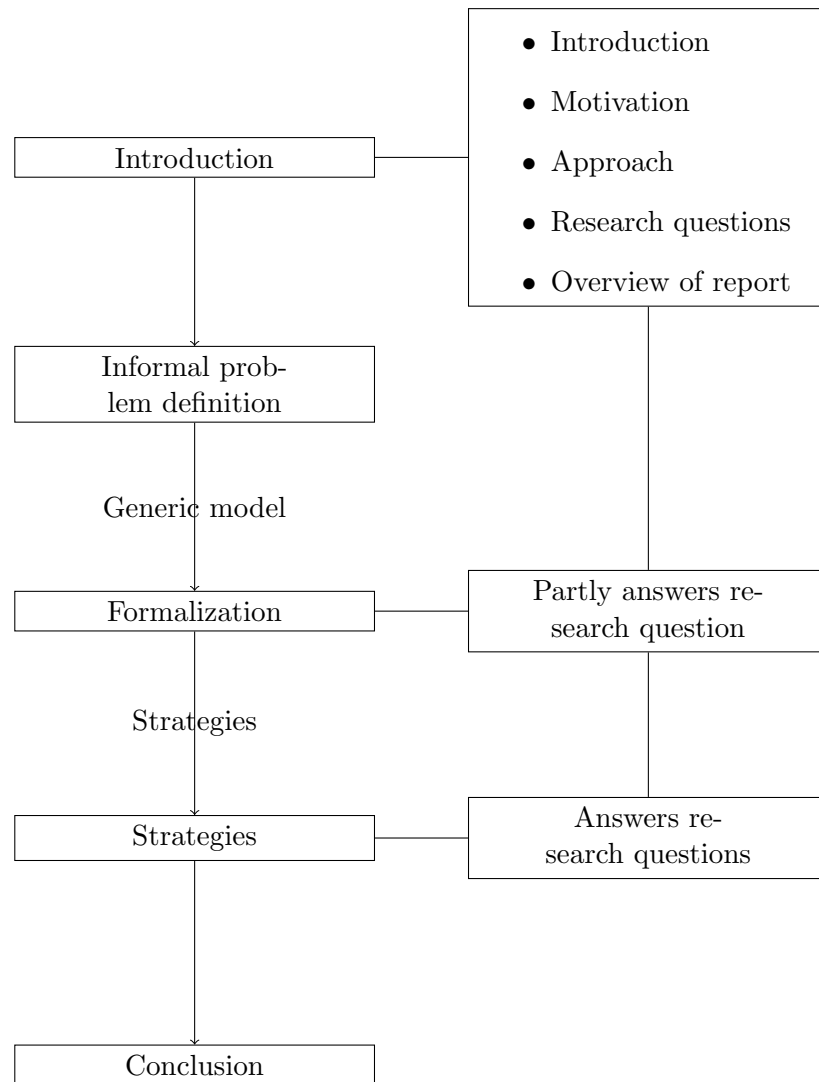 • Introduction
• Motivation
• Approach
• Research questions
• Overview of report
Introduction
Informal prob-
lem definition
Generic model
Formalization
Partly answers re-
search question
Strategies
Strategies
Answers re-
search questions
Conclusion